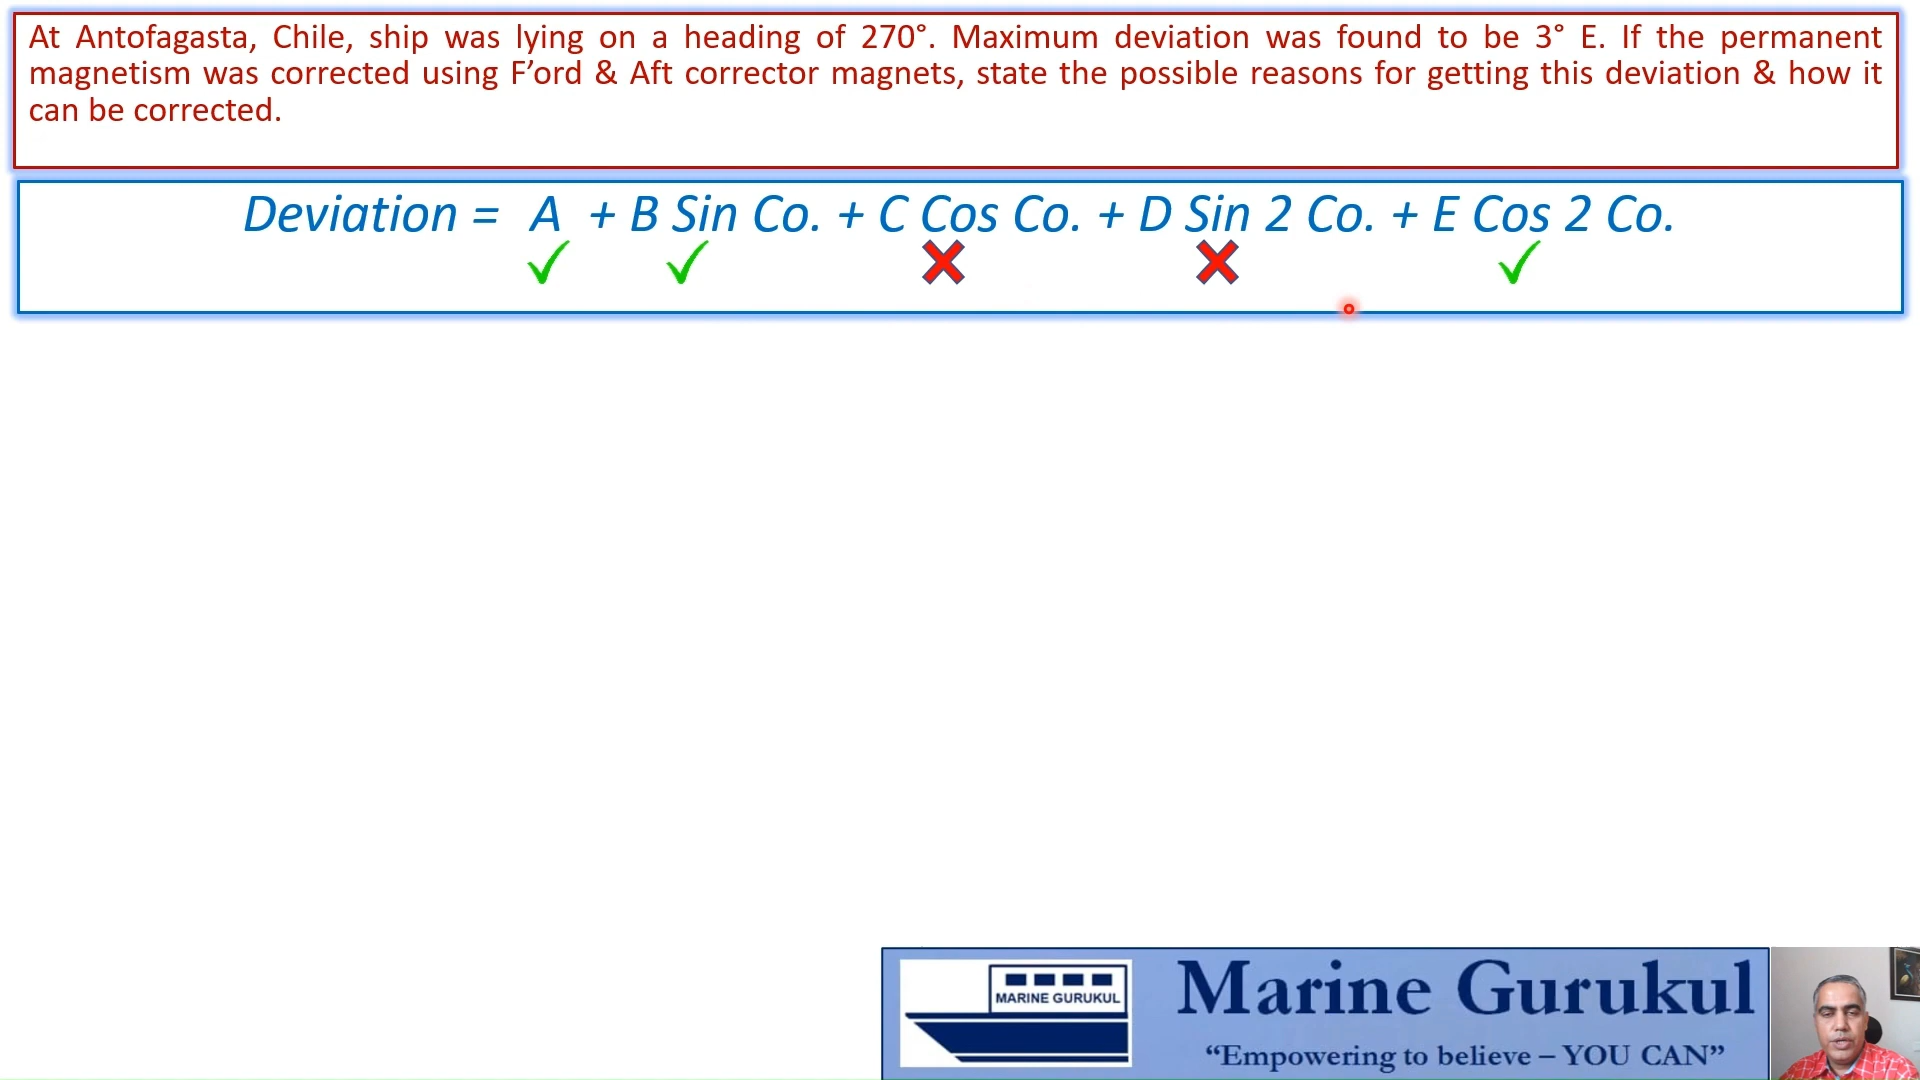 At Antofagasta, Chile, ship was lying on a heading of 270°. Maximum deviation was found to be 3° E. If the permanent
magnetism was corrected using F’ord & Aft corrector magnets, state the possible reasons for getting this deviation & how it
can be corrected.
Deviation = A + B Sin Co. + C Cos Co. + D Sin 2 Co. + E Cos 2 Co.
MARINE GURUKUL
Marine Gurukul
“Empowering to believe – YOU CAN”